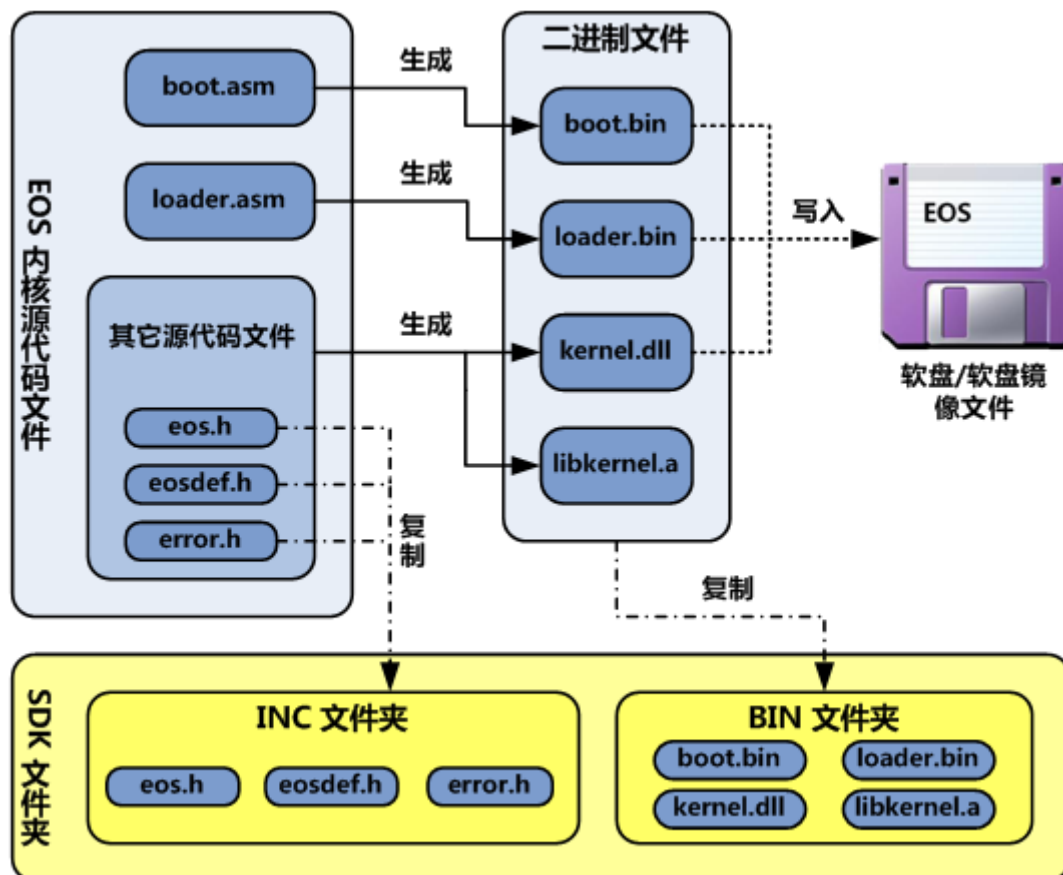 EOS 内核源代码文件
boot.asm
loader.asm
其它源代码文件
eos.h
eosdef.h
error.h
生成
生成
生成
二进制文件
boot.bin
loader.bin
kernel.dll
libkernel.a
写入
EOS
软盘/软盘镜
像文件
复
制
复制
SDK 文件夹
INC 文件夹
eos.h
eosdef.h
error.h
BIN 文件夹
boot.bin
loader.bin
kernel.dll
libkernel.a